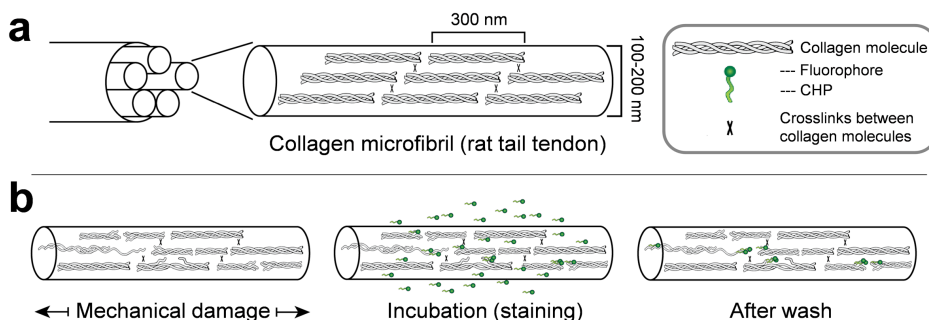 a
300 nm
100-200 nm
Collagen microfibril (rat tail tendon)
Collagen molecule
--- Fluorophore
--- CHP
Crosslinks between
collagen molecules
b
Mechanical damage
Incubation (staining)
After wash